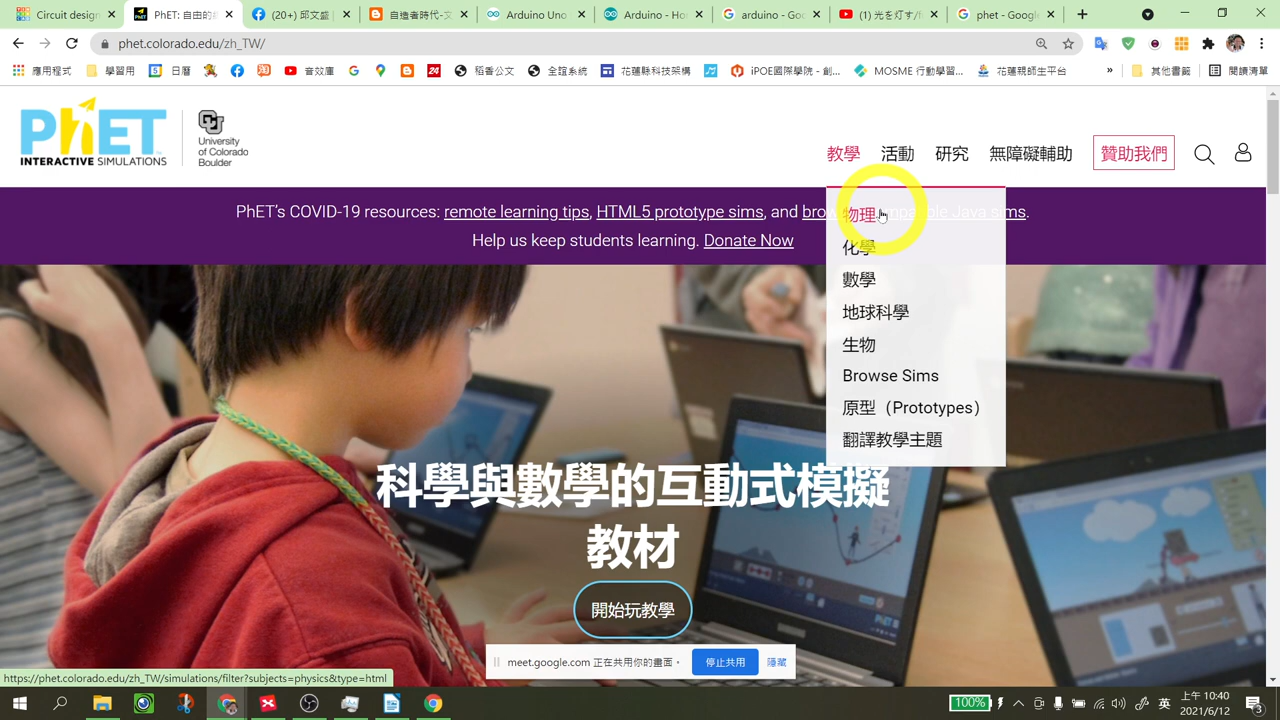 Circuit design
PhET: 自由的
(20+) 邱文盛
自造者時代-文
Arduino Uno
Arduino - Ho
arduino - Go
(1) 光を灯す/
phet - Google
phet.colorado.edu/zh_TW/
應用程式
學習用
日曆
音效庫
24
稻香公文
全誼系統
花蓮縣科技架構
iPOE國際學院 - 創...
MOSME 行動學習...
花蓮親師生平台
»
其他書籤
閱讀清單
PhET
INTERACTIVE SIMULATIONS
University
of Colorado
Boulder
教學
活動
研究
無障礙輔助
贊助我們
PhET's COVID-19 resources: remote learning tips, HTML5 prototype sims, and
Java sims.
Help us keep students learning. Donate Now
物理
化學
數學
地球科學
生物
Browse Sims
原型（Prototypes）
翻譯教學主題
科學與數學的互動式模擬
教材
開始玩教學
meet.google.com 正在共用你的畫面。
停止共用
隱藏
https://phet.colorado.edu/zh_TW/simulations/filter?subjects=physics&type=html
100%
英
上午 10:40
2021/6/12